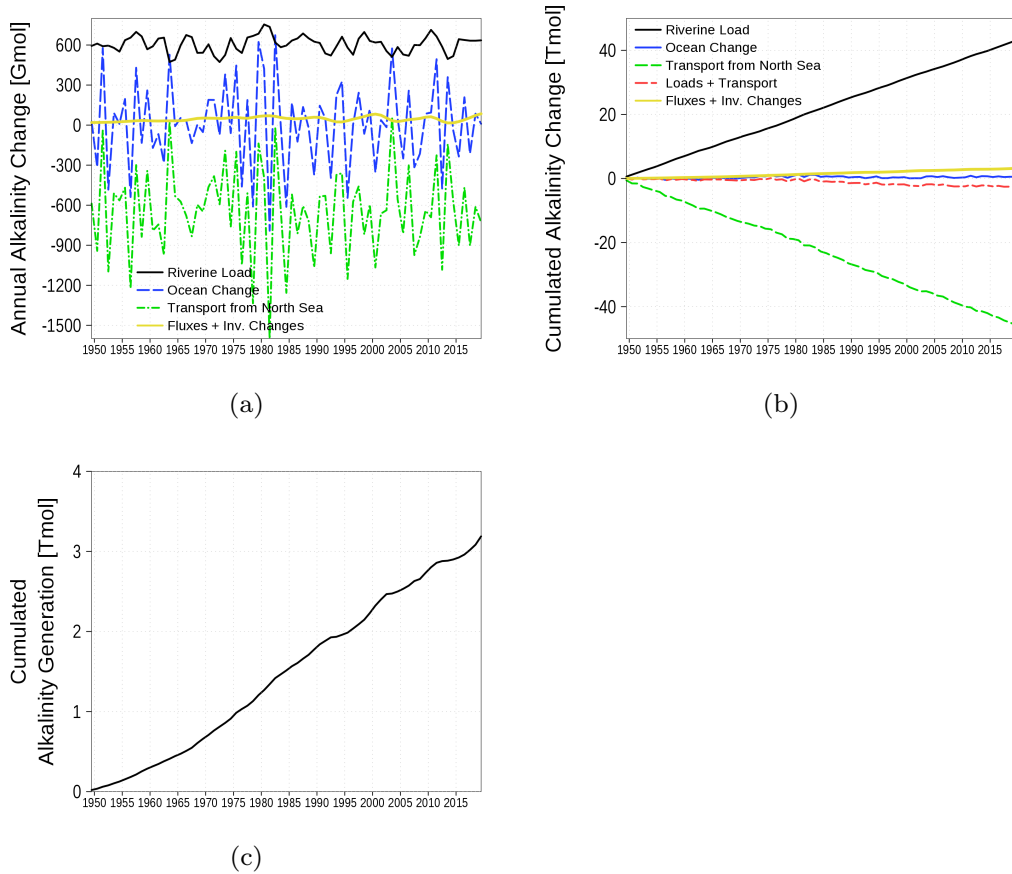 Annual Alkalinity Change [Gmol]
600
300
0
-300
-600
-900
-1200
-1500
Riverine Load
Ocean Change
Transport from North Sea
Fluxes + Inv. Changes
1950 1955 1960 1965 1970 1975 1980 1985 1990 1995 2000 2005 2010 2015
(a)
Cumulated Alkalinity Change [Tmol]
40
20
0
-20
-40
Riverine Load
Ocean Change
Transport from North Sea
Loads + Transport
Fluxes + Inv. Changes
1950 1955 1960 1965 1970 1975 1980 1985 1990 1995 2000 2005 2010 2015
(b)
Cumulated
Alkalinity Generation [Tmol]
4
3
2
1
0
1950 1955 1960 1965 1970 1975 1980 1985 1990 1995 2000 2005 2010 2015
(c)